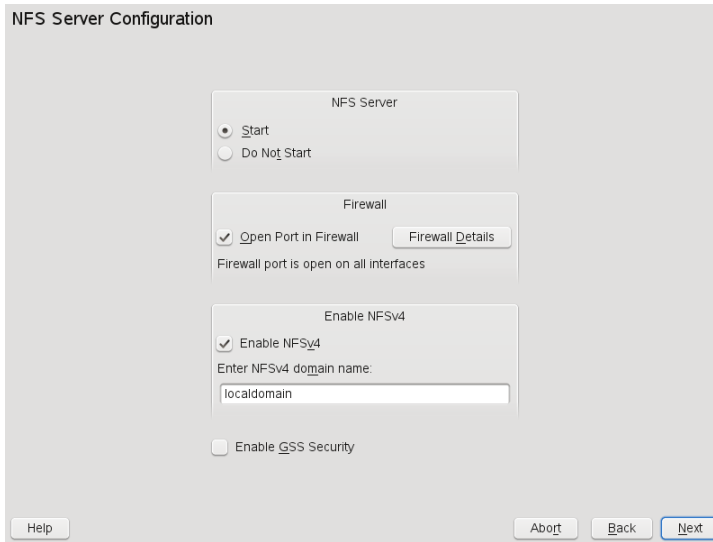 NFS Server Configuration
NFS Server
Start
Do Not Start
Firewall
Open Port in Firewall
Firewall Details
Firewall port is open on all interfaces
Enable NFSv4
Enable NFSv4
Enter NFSv4 domain name:
localdomain
Enable GSS Security
Help
Abort
Back
Next